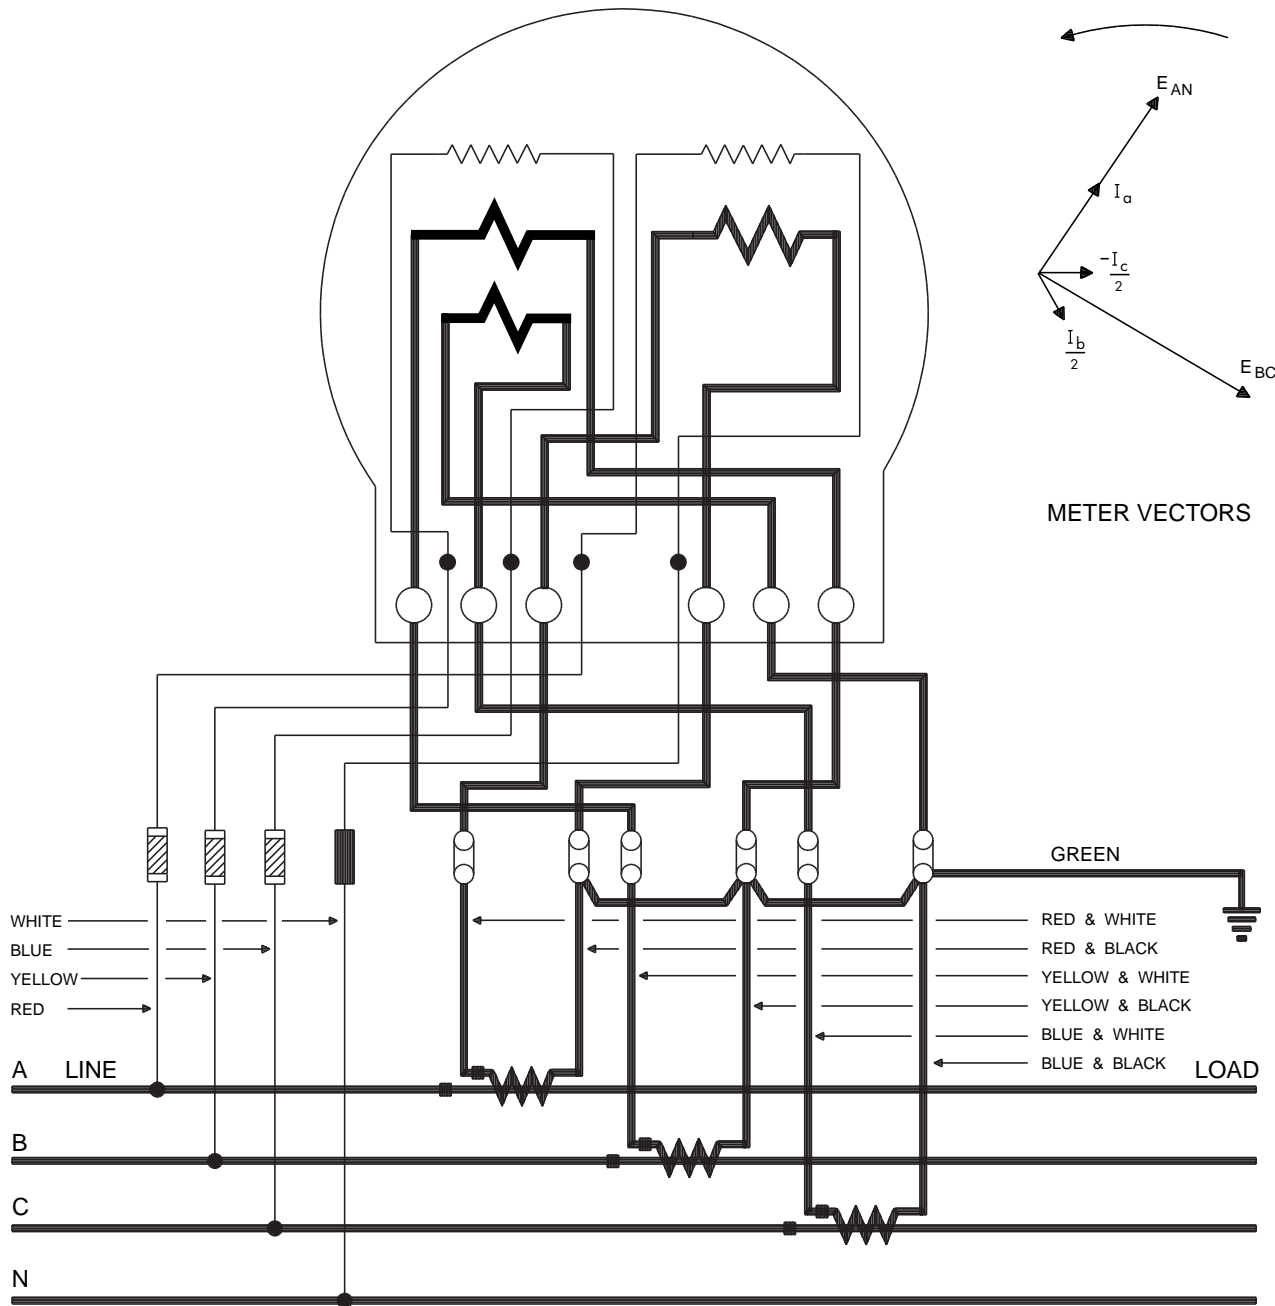 E AN
I a
-I c
2
I b
2
E BC
METER VECTORS
GREEN
WHITE
BLUE
YELLOW
RED
RED & WHITE
RED & BLACK
YELLOW & WHITE
YELLOW & BLACK
BLUE & WHITE
BLUE & BLACK
A LINE LOAD
B
C
N